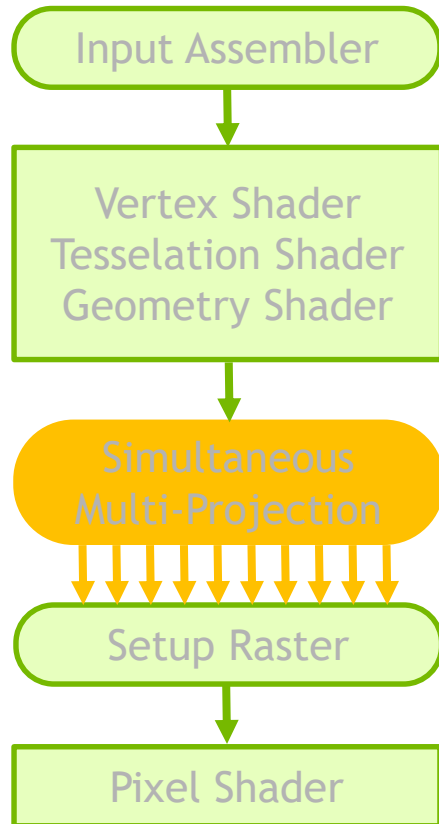 Input Assembler
Vertex Shader
Tesselation Shader
Geometry Shader
Simultaneous
Multi-Projection
Setup Raster
Pixel Shader